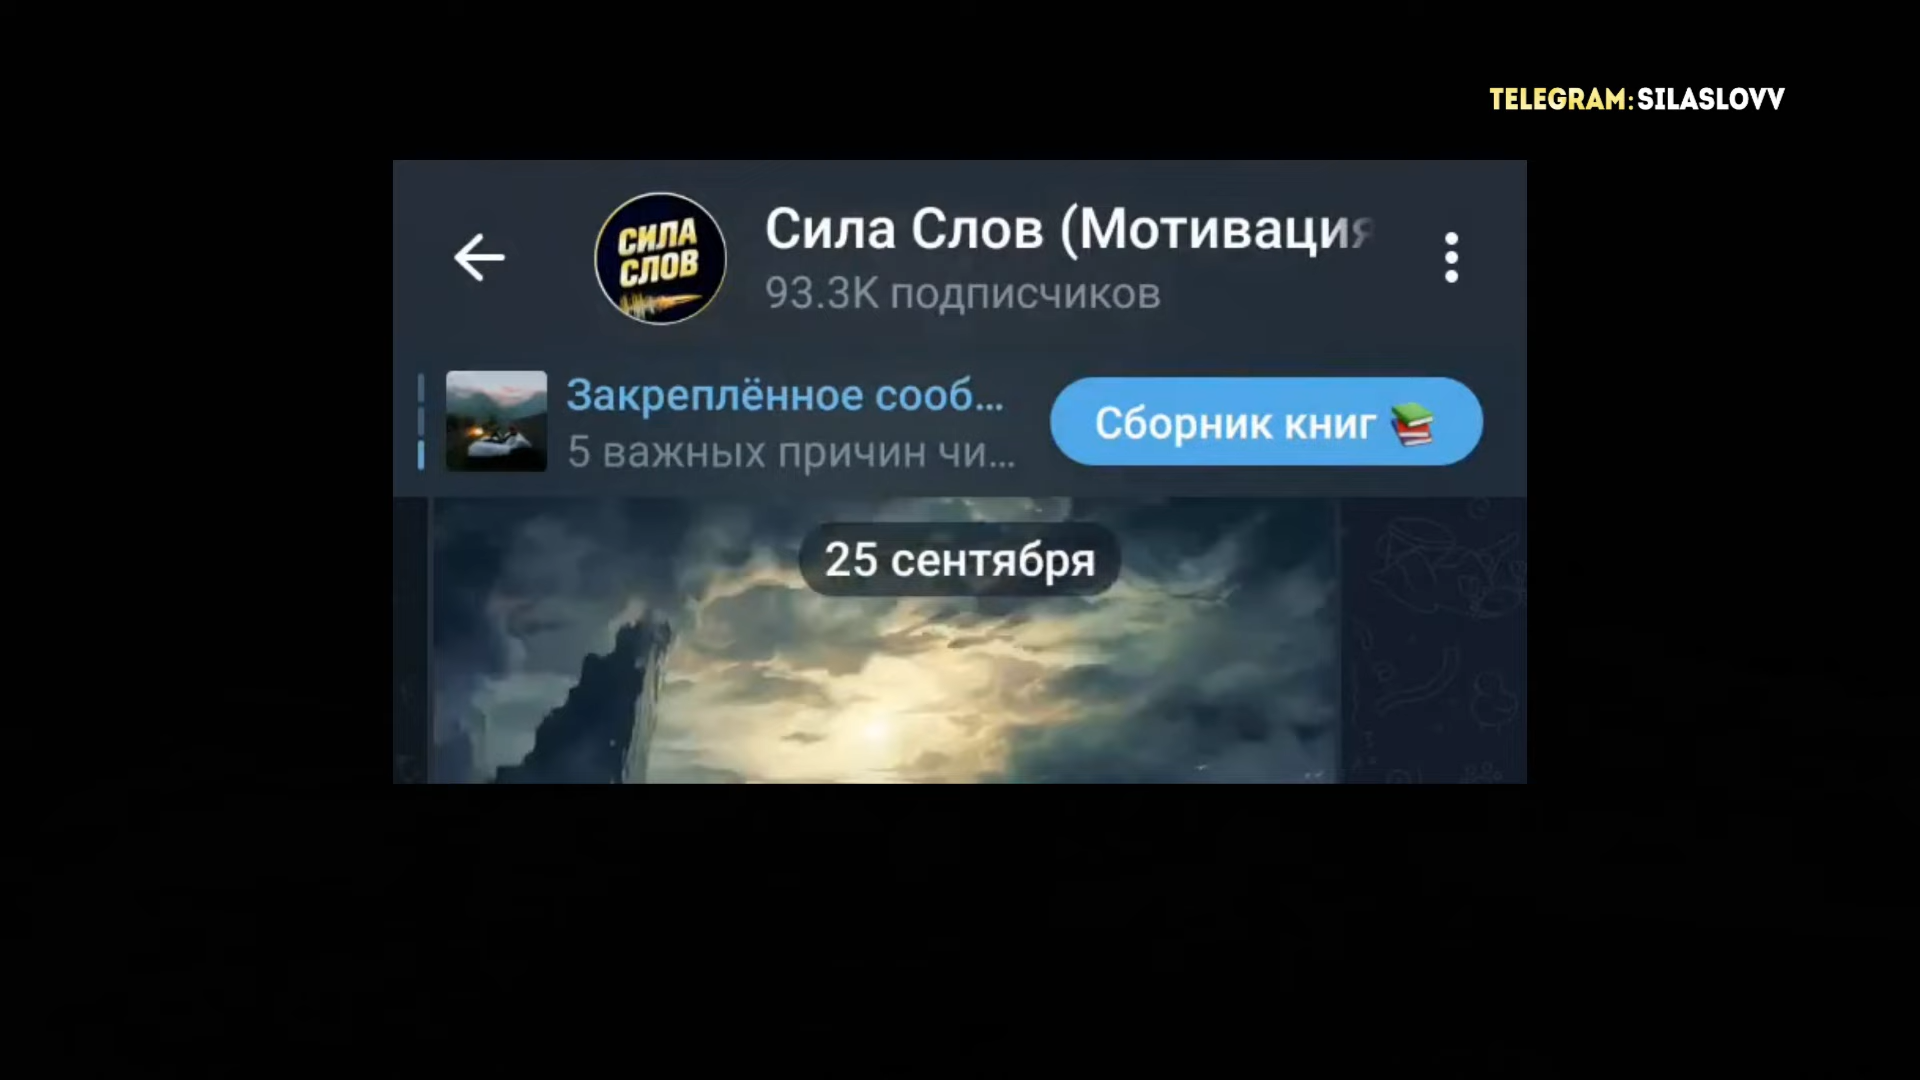 TELEGRAM: SILASLOVV
СИЛА
СЛОВ
Сила Слов (Мотивация
93.3K подписчиков
Закреплённое сооб...
5 важных причин чи...
Сборник книг
25 сентября